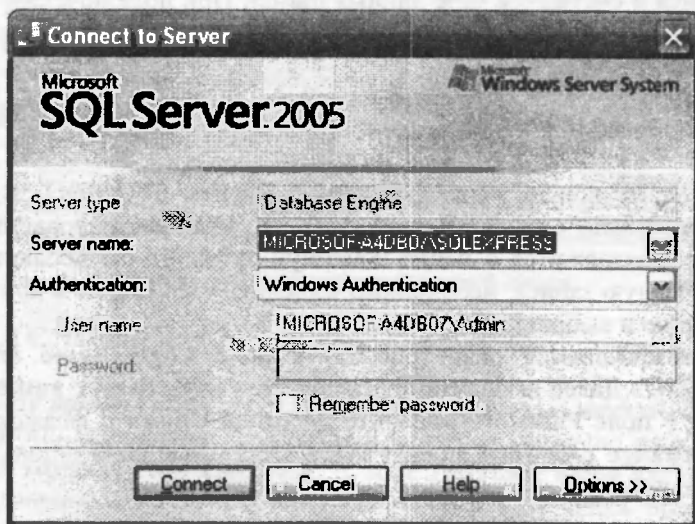 Connect to Server
Microsoft
SQL Server 2005
Microsoft
Windows Server System
Server type
Database Engine
Server name:
MICROSOF-A4DB07\SQLEXPRESS
Authentication:
Windows Authentication
User name
MICROSOF-A4DB07\Admin
Password
Remember password
Connect
Cancel
Help
Options >>